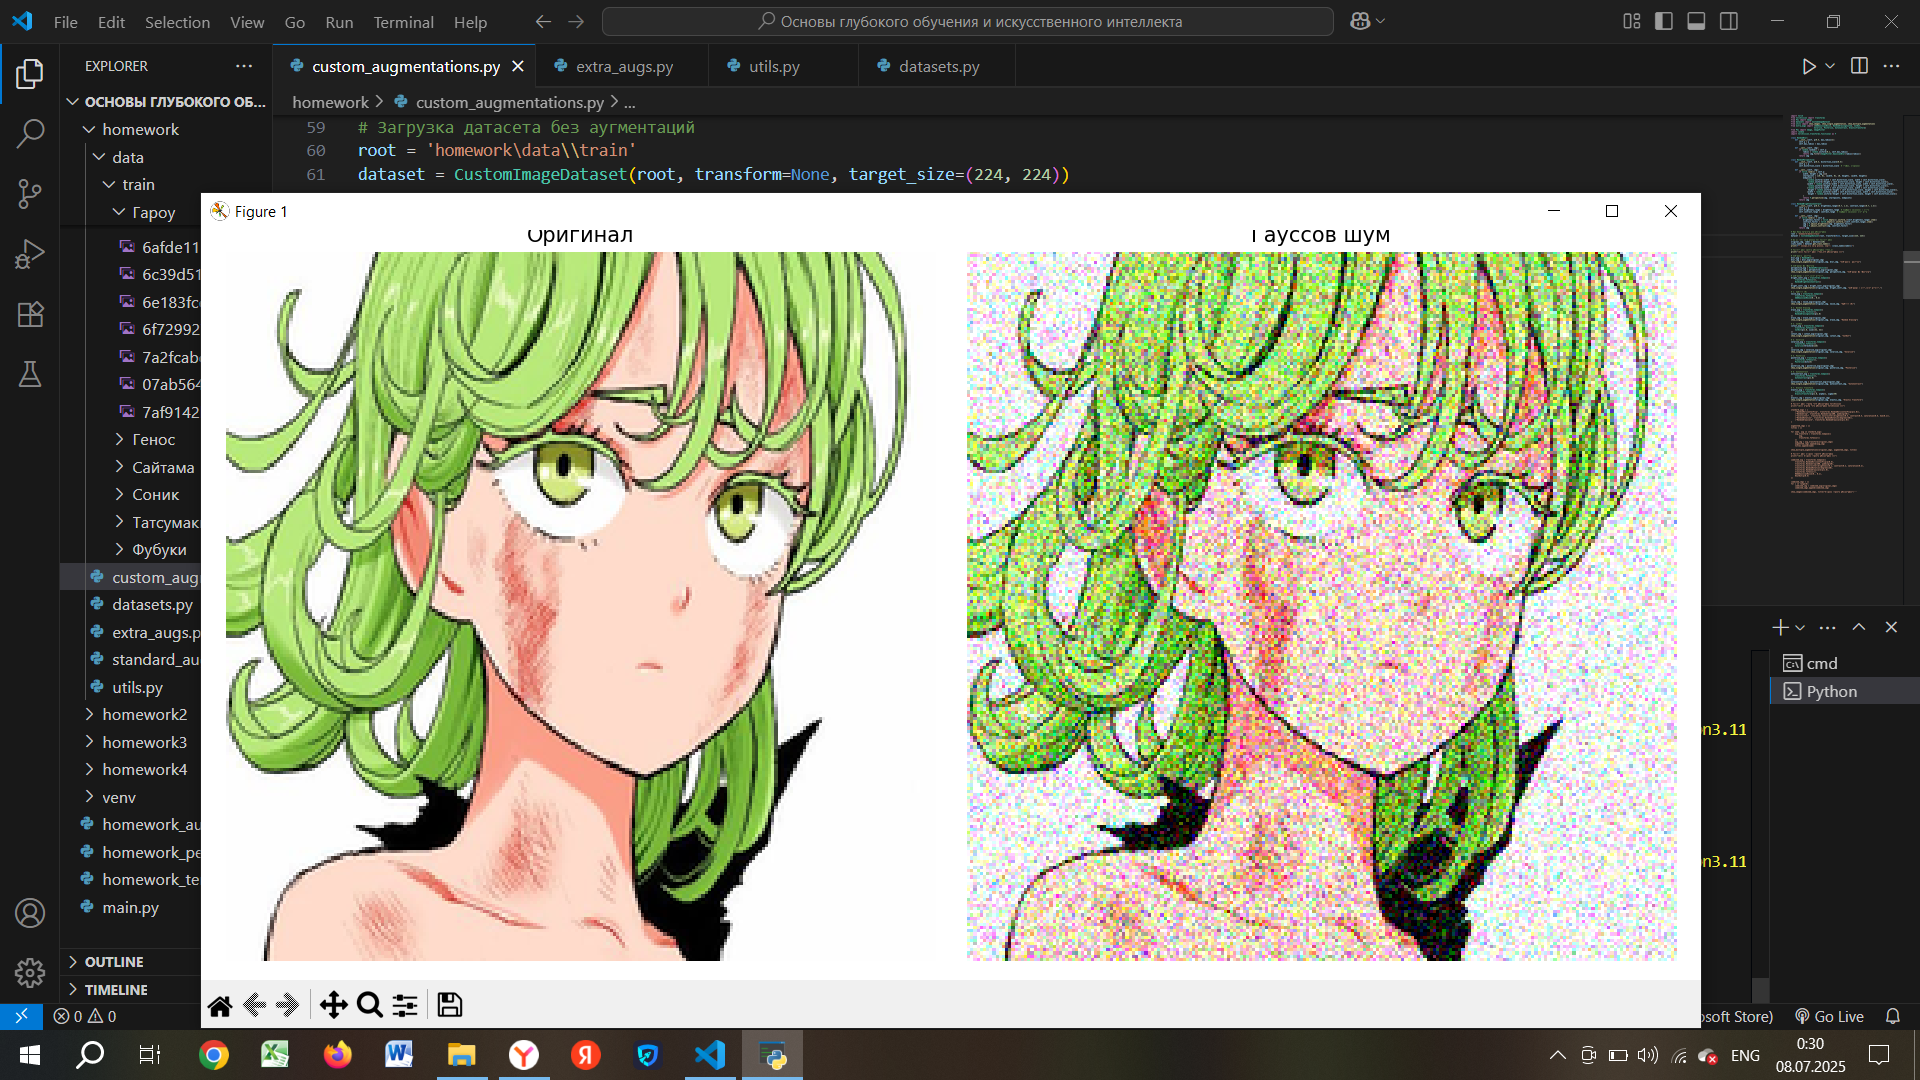 File Edit Selection View Go Run Terminal Help
Основы глубокого обучения и искусственного интеллекта
EXPLORER
custom_augmentations.py
extra_augs.py
utils.py
datasets.py
ОСНОВЫ ГЛУБОКОГО ОБ...
homework > custom_augmentations.py > ...
homework
data
train
Гароу
6afde11
6c39d51
6e183fc
6f72992
7a2fcab
07ab564
7af9142
Генос
Сайтама
Соник
Татсумак
Фубуки
custom_aug
datasets.py
extra_augs.p
standard_au
utils.py
homework2
homework3
homework4
venv
homework_au
homework_pe
homework_te
main.py
OUTLINE
TIMELINE
59 # Загрузка датасета без аугментаций
60 root = 'homework\data\\train'
61 dataset = CustomImageDataset(root, transform=None, target_size=(224, 224))
Figure 1
Оригинал
Гауссов шум
cmd
Python
n3.11
n3.11
0 0
osoft Store)
Go Live
ENG
0:30
08.07.2025